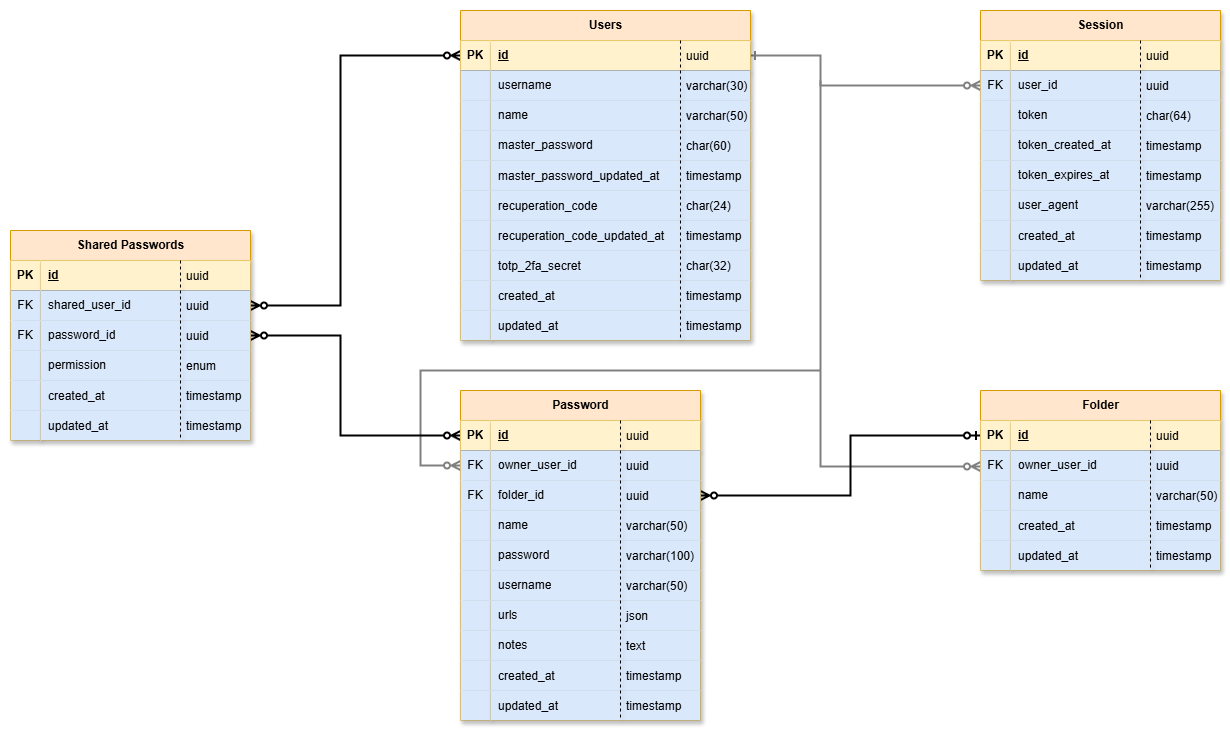 Users
PK id uuid
username varchar(30)
name varchar(50)
master_password char(60)
master_password_updated_at timestamp
recuperation_code char(24)
recuperation_code_updated_at timestamp
totp_2fa_secret char(32)
created_at timestamp
updated_at timestamp
Session
PK id uuid
FK user_id uuid
token char(64)
token_created_at timestamp
token_expires_at timestamp
user_agent varchar(255)
created_at timestamp
updated_at timestamp
Shared Passwords
PK id uuid
FK shared_user_id uuid
FK password_id uuid
permission enum
created_at timestamp
updated_at timestamp
Password
PK id uuid
FK owner_user_id uuid
FK folder_id uuid
name varchar(50)
password varchar(100)
username varchar(50)
urls json
notes text
created_at timestamp
updated_at timestamp
Folder
PK id uuid
FK owner_user_id uuid
name varchar(50)
created_at timestamp
updated_at timestamp